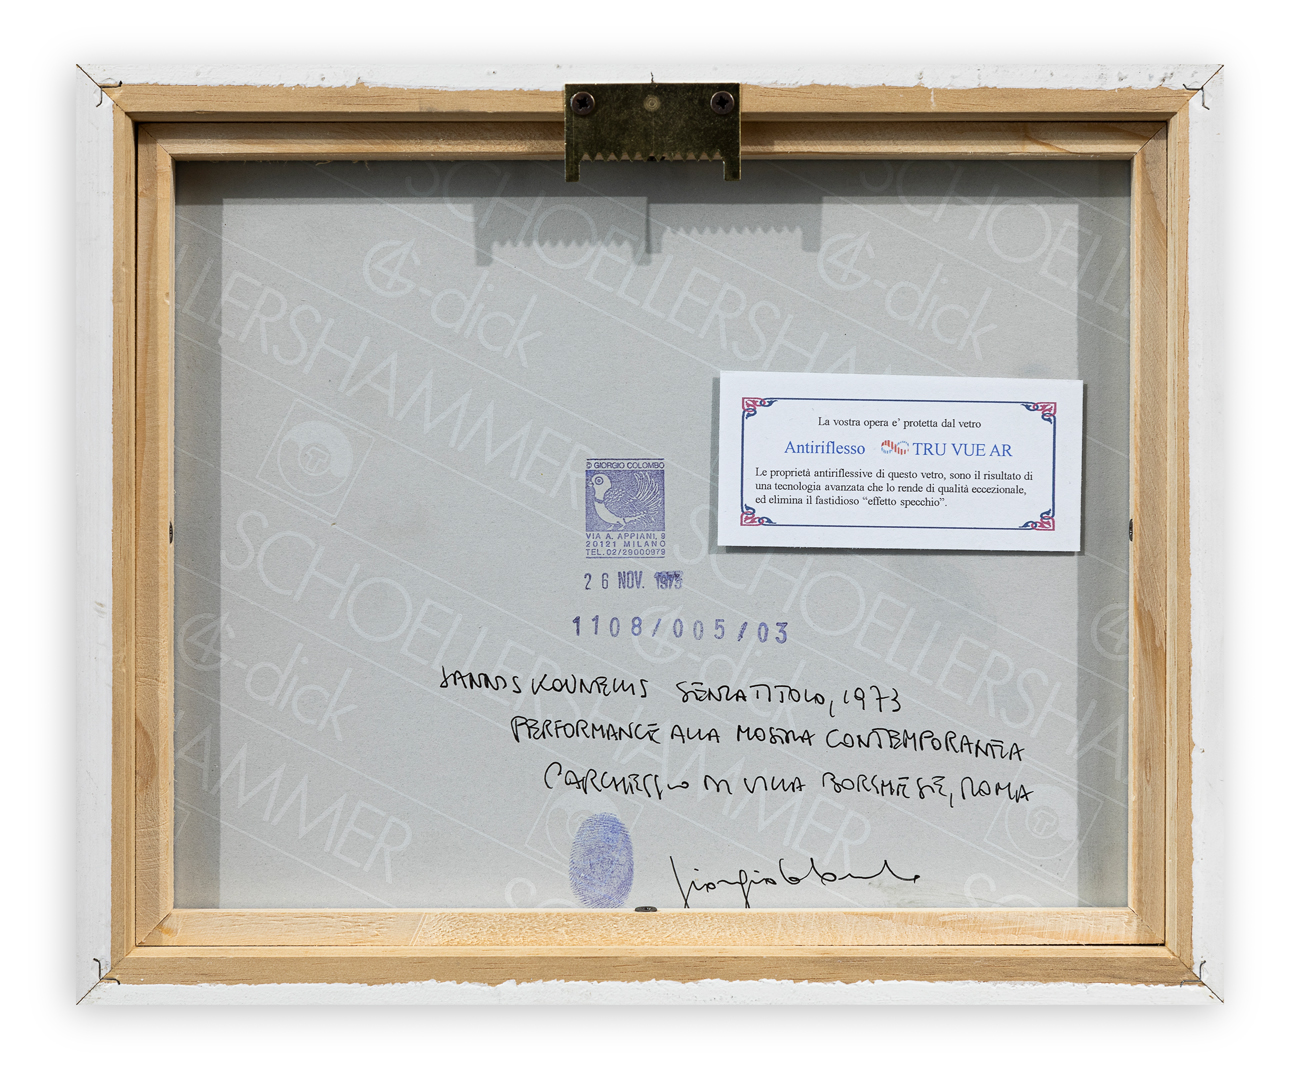 SCHOELLERSHAMMER
4G-dick
La vostra opera e' protetta dal vetro
Antiriflesso TRU VUE AR
Le proprietà antiriflessive di questo vetro, sono il risultato di
una tecnologia avanzata che lo rende di qualità eccezionale,
ed elimina il fastidioso “effetto specchio”.
© GIORGIO COLOMBO
VIA A. APPIANI, 9
20121 MILANO
TEL. 02/29000979
26 NOV. 1973
1108/005/03
JANNIS KOUNELLIS SENZA TITOLO, 1973
PERFORMANCE ALLA MOSTRA CONTEMPORANEA
PARCHEGGIO DI VILLA BORGHESE, ROMA
Giorgio Colombo